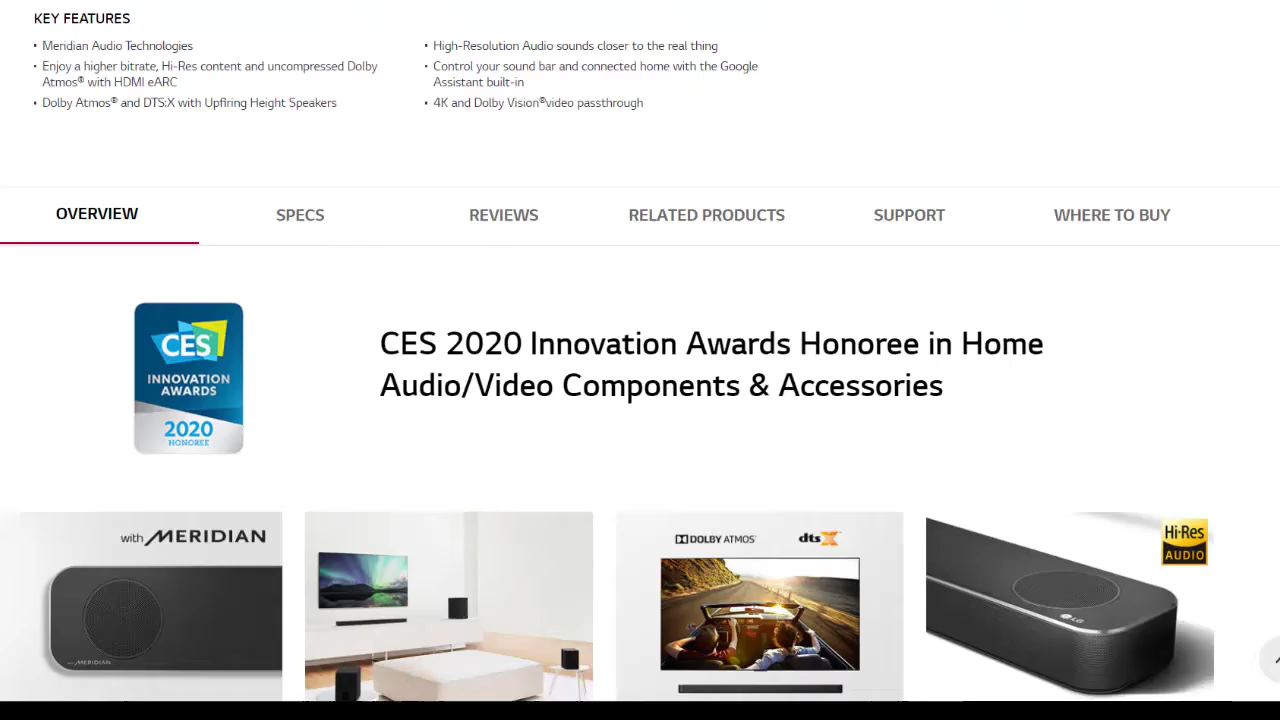 KEY FEATURES
• Meridian Audio Technologies
• Enjoy a higher bitrate, Hi-Res content and uncompressed Dolby
Atmos® with HDMI eARC
• Dolby Atmos® and DTS:X with Upfiring Height Speakers
• High-Resolution Audio sounds closer to the real thing
• Control your sound bar and connected home with the Google
Assistant built-in
• 4K and Dolby Vision®video passthrough
OVERVIEW
SPECS
REVIEWS
RELATED PRODUCTS
SUPPORT
WHERE TO BUY
CES
INNOVATION
AWARDS
2020
HONOREE
CES 2020 Innovation Awards Honoree in Home
Audio/Video Components & Accessories
with MERIDIAN
with MERIDIAN
DOLBY ATMOS®
dts X
Hi-Res
AUDIO
LG